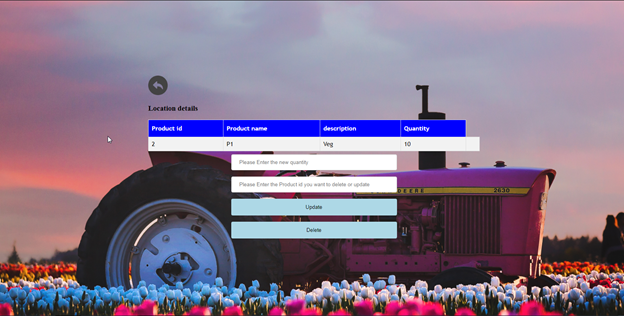 Location details
Product id Product name description Quantity
2 P1 Veg 10
Please Enter the new quantity
Please Enter the Product id you want to delete or update
DEERE 2630
Update
Delete